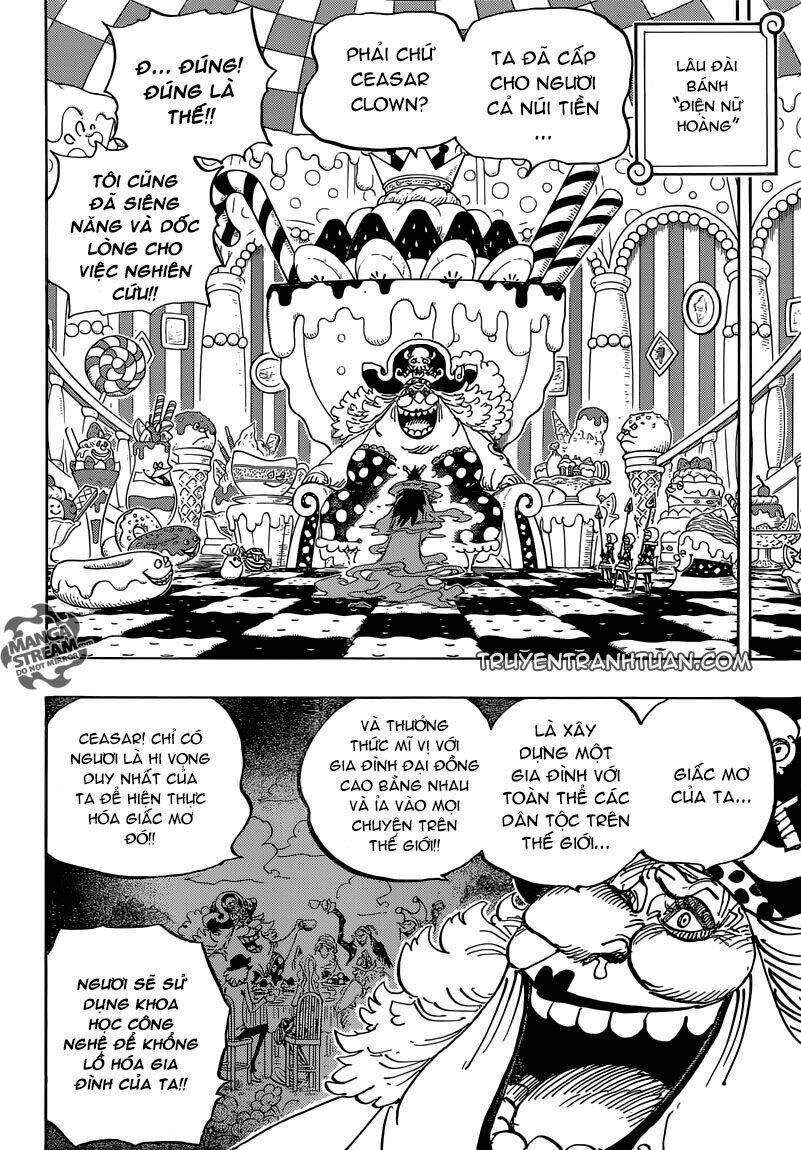 LÂU ĐÀI
BÁNH
"ĐIỆN NỮ
HOÀNG"
TA ĐÃ CẤP
CHO NGƯƠI
CẢ NÚI TIỀN
...
PHẢI CHỨ
CEASAR
CLOWN?
Đ... ĐÚNG!
ĐÚNG LÀ
THẾ!!
TÔI CŨNG
ĐÃ SIÊNG
NĂNG VÀ DỐC
LÒNG CHO
VIỆC NGHIÊN
CỨU!!
MANGA
STREAM.com
DO NOT MIRROR
TRUYENTRANHTUAN.COM
GIẤC MƠ
CỦA TA...
LÀ XÂY
DỰNG MỘT
GIA ĐÌNH VỚI
TOÀN THỂ CÁC
DÂN TỘC TRÊN
THẾ GIỚI...
VÀ THƯỞNG
THỨC MĨ VỊ VỚI
GIA ĐÌNH ĐẠI ĐỒNG
CAO BẰNG NHAU
VÀ ỈA VÀO MỌI
CHUYỆN TRÊN
THẾ GIỚI!!
CEASAR! CHỈ CÓ
NGƯƠI LÀ HI VỌNG
DUY NHẤT CỦA
TA ĐỂ HIỆN THỰC
HÓA GIẤC MƠ
ĐÓ!!
NGƯƠI SẼ SỬ
DỤNG KHOA
HỌC CÔNG
NGHỆ ĐỂ KHỔNG
LỒ HÓA GIA
ĐÌNH CỦA TA!!